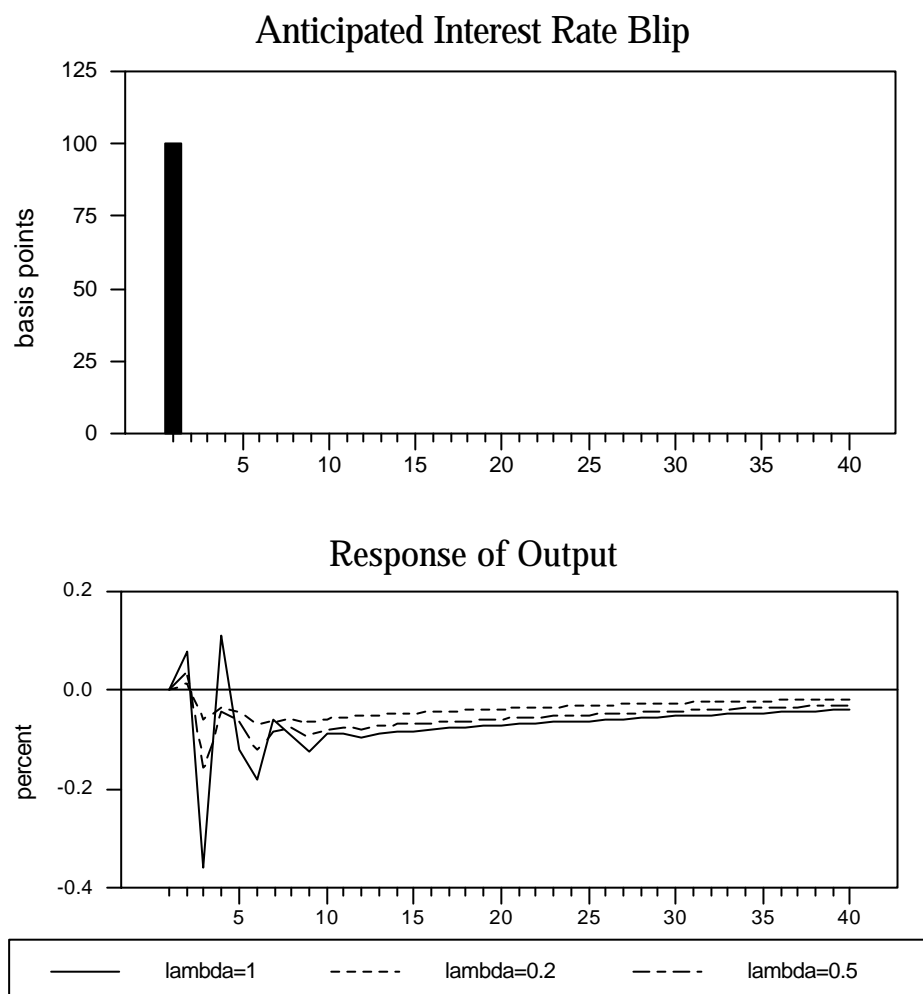 Anticipated Interest Rate Blip
125
100
75
50
25
0
basis points
5 10 15 20 25 30 35 40
Response of Output
0.2
0.0
-0.2
-0.4
percent
5 10 15 20 25 30 35 40
lambda=1 lambda=0.2 lambda=0.5